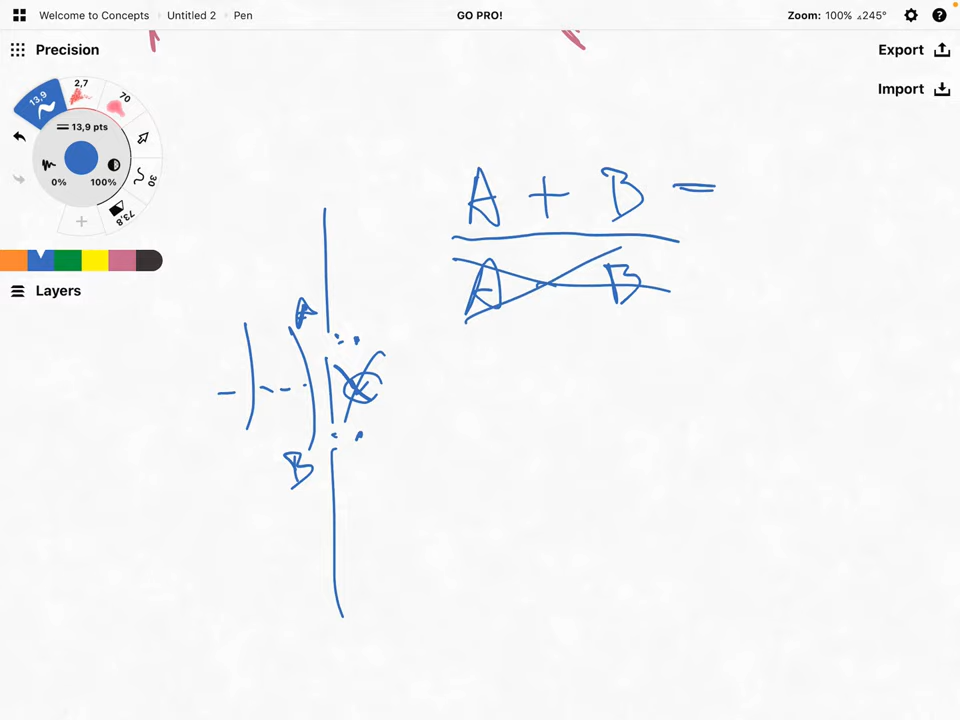 Welcome to Concepts > Untitled 2 > Pen
GO PRO!
Zoom: 100% ⊿245°
Precision
Export
Import
13,9
2,7
70
13,9 pts
0%
100%
30
73,8
Layers
A + B =
A B
A
C
B